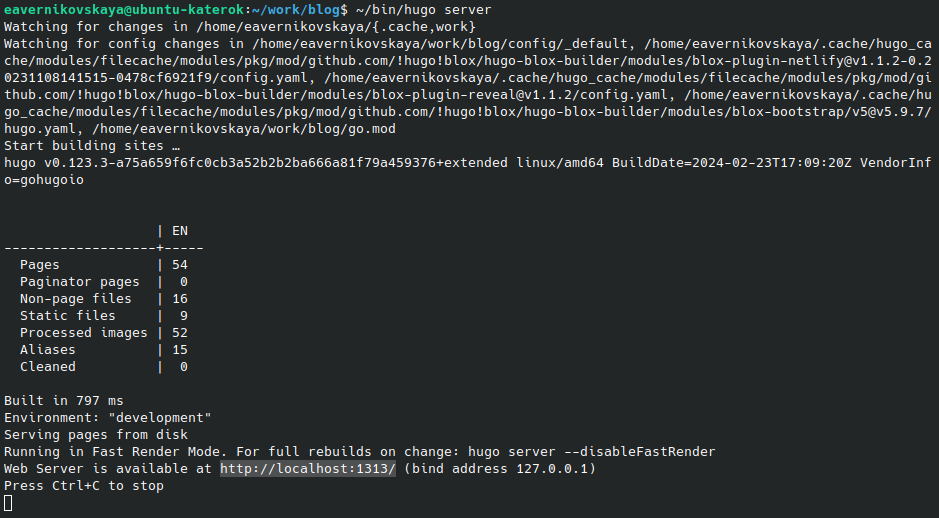 eavernikovskaya@ubuntu-katerok:~/work/blog$ ~/bin/hugo server
Watching for changes in /home/eavernikovskaya/{.cache,work}
Watching for config changes in /home/eavernikovskaya/work/blog/config/_default, /home/eavernikovskaya/.cache/hugo_ca
che/modules/filecache/modules/pkg/mod/github.com/!hugo!blox/hugo-blox-builder/modules/blox-plugin-netlify@v1.1.2-0.2
0231108141515-0478cf6921f9/config.yaml, /home/eavernikovskaya/.cache/hugo_cache/modules/filecache/modules/pkg/mod/gi
thub.com/!hugo!blox/hugo-blox-builder/modules/blox-plugin-reveal@v1.1.2/config.yaml, /home/eavernikovskaya/.cache/hu
go_cache/modules/filecache/modules/pkg/mod/github.com/!hugo!blox/hugo-blox-builder/modules/blox-bootstrap/v5@v5.9.7/
hugo.yaml, /home/eavernikovskaya/work/blog/go.mod
Start building sites …
hugo v0.123.3-a75a659f6fc0cb3a52b2b2ba666a81f79a459376+extended linux/amd64 BuildDate=2024-02-23T17:09:20Z VendorInf
o=gohugoio
                   | EN
-------------------+-----
  Pages            | 54
  Paginator pages  |  0
  Non-page files   | 16
  Static files     |  9
  Processed images | 52
  Aliases          | 15
  Cleaned          |  0
Built in 797 ms
Environment: "development"
Serving pages from disk
Running in Fast Render Mode. For full rebuilds on change: hugo server --disableFastRender
Web Server is available at http://localhost:1313/ (bind address 127.0.0.1)
Press Ctrl+C to stop